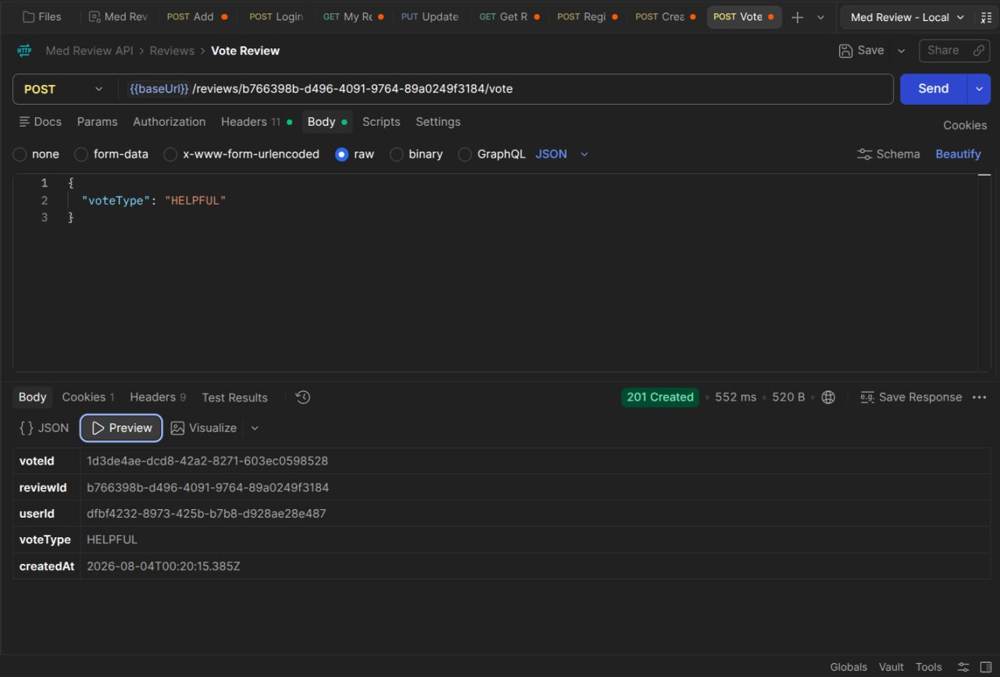 Files Med Rev POST Add POST Login GET My Re PUT Update GET Get R POST Regi POST Crea POST Vote Med Review - Local
HTTP Med Review API > Reviews > Vote Review Save Share
POST {{baseUrl}} /reviews/b766398b-d496-4091-9764-89a0249f3184/vote Send
Docs Params Authorization Headers 11 Body Scripts Settings Cookies
none form-data x-www-form-urlencoded raw binary GraphQL JSON Schema Beautify
1 {
2 "voteType": "HELPFUL"
3 }
Body Cookies 1 Headers 9 Test Results 201 Created • 552 ms • 520 B • e.g. Save Response
{} JSON Preview Visualize
voteId 1d3de4ae-dcd8-42a2-8271-603ec0598528
reviewId b766398b-d496-4091-9764-89a0249f3184
userId dfbf4232-8973-425b-b7b8-d928ae28e487
voteType HELPFUL
createdAt 2026-08-04T00:20:15.385Z
Globals Vault Tools